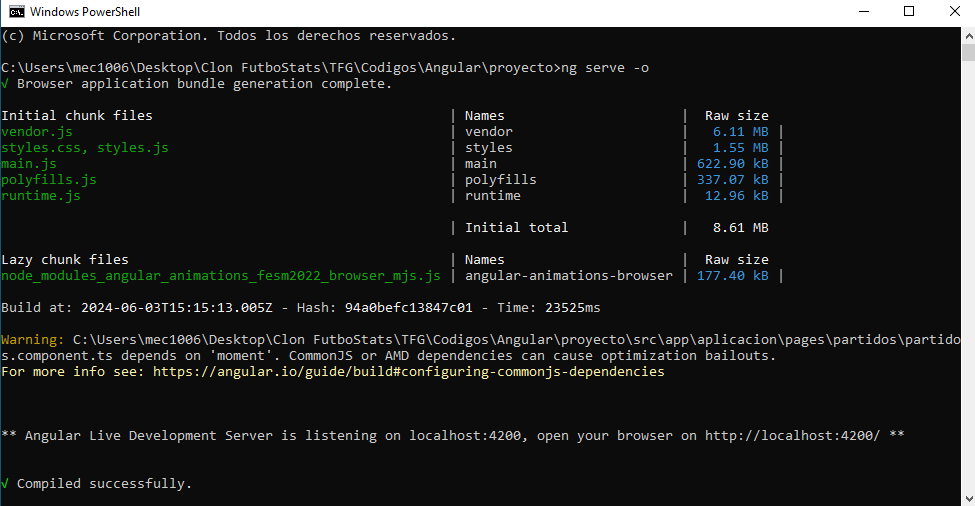 Windows PowerShell
(c) Microsoft Corporation. Todos los derechos reservados.
C:\Users\mec1006\Desktop\Clon FutboStats\TFG\Codigos\Angular\proyecto>ng serve -o
√ Browser application bundle generation complete.
Initial chunk files | Names | Raw size
vendor.js | vendor | 6.11 MB |
styles.css, styles.js | styles | 1.55 MB |
main.js | main | 622.90 kB |
polyfills.js | polyfills | 337.07 kB |
runtime.js | runtime | 12.96 kB |
| Initial total | 8.61 MB
Lazy chunk files | Names | Raw size
node_modules_angular_animations_fesm2022_browser_mjs.js | angular-animations-browser | 177.40 kB |
Build at: 2024-06-03T15:15:13.005Z - Hash: 94a0befc13847c01 - Time: 23525ms
Warning: C:\Users\mec1006\Desktop\Clon FutboStats\TFG\Codigos\Angular\proyecto\src\app\aplicacion\pages\partidos\partido
s.component.ts depends on 'moment'. CommonJS or AMD dependencies can cause optimization bailouts.
For more info see: https://angular.io/guide/build#configuring-commonjs-dependencies
** Angular Live Development Server is listening on localhost:4200, open your browser on http://localhost:4200/ **
√ Compiled successfully.